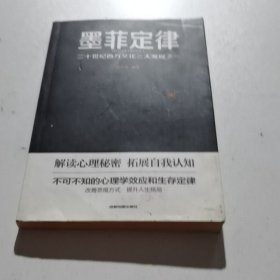 墨菲定律
二十世纪西方文化三大发现之一
解读心理秘密 拓展自我认知
不可不知的心理学效应和生存定律
改善思维方式 提升人生格局